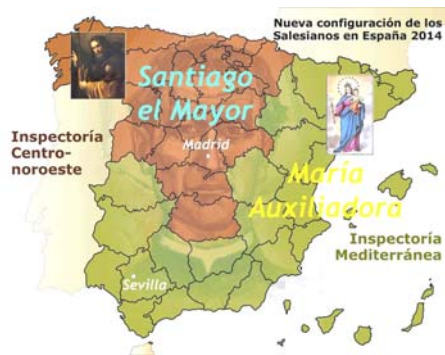 Nueva configuración de los
Salesianos en España 2014
Santiago
el Mayor
Inspectoría
Centro-
noroeste
Madrid
María
Auxiliadora
Inspectoría
Mediterránea
Sevilla